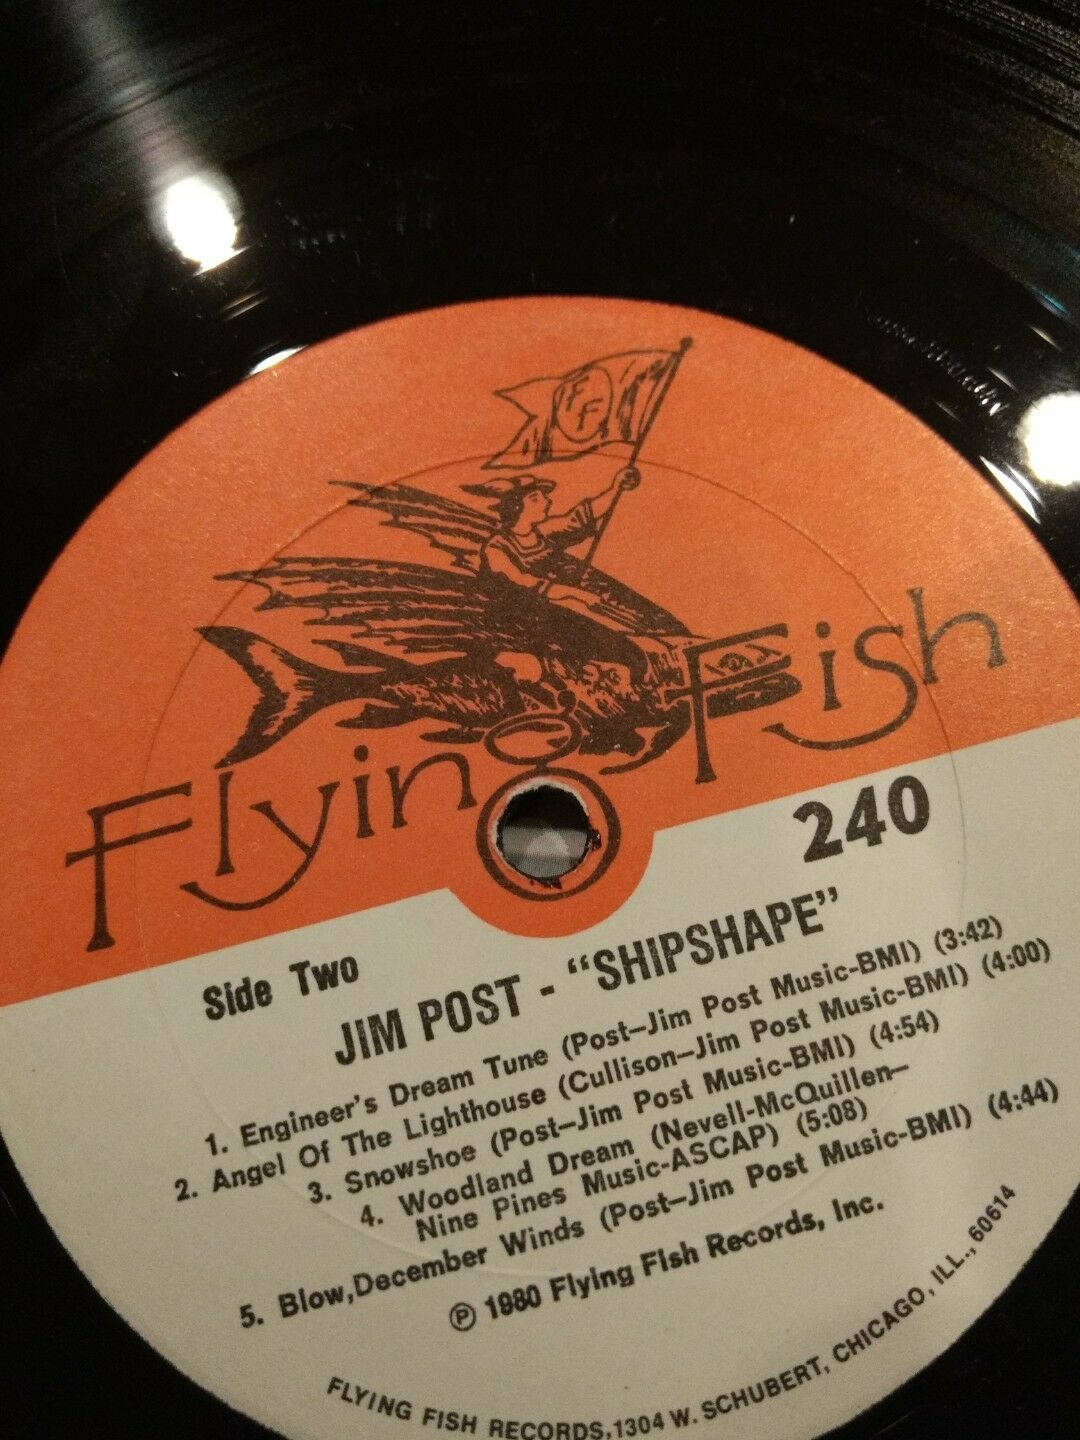 FF
Flying Fish
240
Side Two
JIM POST - “SHIPSHAPE”
1. Engineer's Dream Tune (Post–Jim Post Music-BMI) (3:42)
2. Angel Of The Lighthouse (Cullison–Jim Post Music-BMI) (4:00)
3. Snowshoe (Post–Jim Post Music-BMI) (4:54)
4. Woodland Dream (Nevell-McQuillen–
Nine Pines Music-ASCAP) (5:08)
5. Blow,December Winds (Post–Jim Post Music-BMI) (4:44)
℗ 1980 Flying Fish Records, Inc.
FLYING FISH RECORDS,1304 W. SCHUBERT, CHICAGO, ILL., 60614